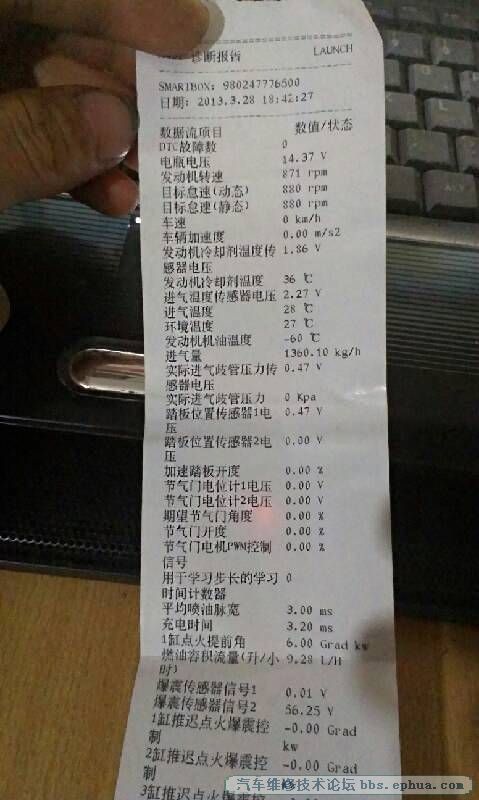 诊断报告 LAUNCH
SMARTBOX: 980247776500
日期: 2013.3.28 18:42:27
数据流项目 数值/状态
DTC故障数 0
电瓶电压 14.37 V
发动机转速 871 rpm
目标怠速(动态) 880 rpm
目标怠速(静态) 880 rpm
车速 0 km/h
车辆加速度 0.00 m/s2
发动机冷却剂温度传 1.86 V
感器电压
发动机冷却剂温度 36 ℃
进气温度传感器电压 2.27 V
进气温度 28 ℃
环境温度 27 ℃
发动机机油温度 -60 ℃
进气量 1360.10 kg/h
实际进气歧管压力传 0.47 V
感器电压
实际进气歧管压力 0 Kpa
踏板位置传感器1电 0.47 V
压
踏板位置传感器2电 0.00 V
压
加速踏板开度 0.00 %
节气门电位计1电压 0.00 V
节气门电位计2电压 0.00 V
期望节气门角度 0.00 %
节气门开度 0.00 %
节气门电机PWM控制 0.00 %
信号
用于学习步长的学习 0
时间计数器
平均喷油脉宽 3.00 ms
充电时间 3.20 ms
1缸点火提前角 6.00 Grad kw
燃油容积流量(升/小 9.28 L/H
时)
爆震传感器信号1 0.01 V
爆震传感器信号2 56.25 V
1缸推迟点火爆震控 -0.00 Grad
制 kw
2缸推迟点火爆震控 -0.00 Grad
制
3缸推迟点火爆震控 -0.00
汽车维修技术论坛 bbs.ephua.com